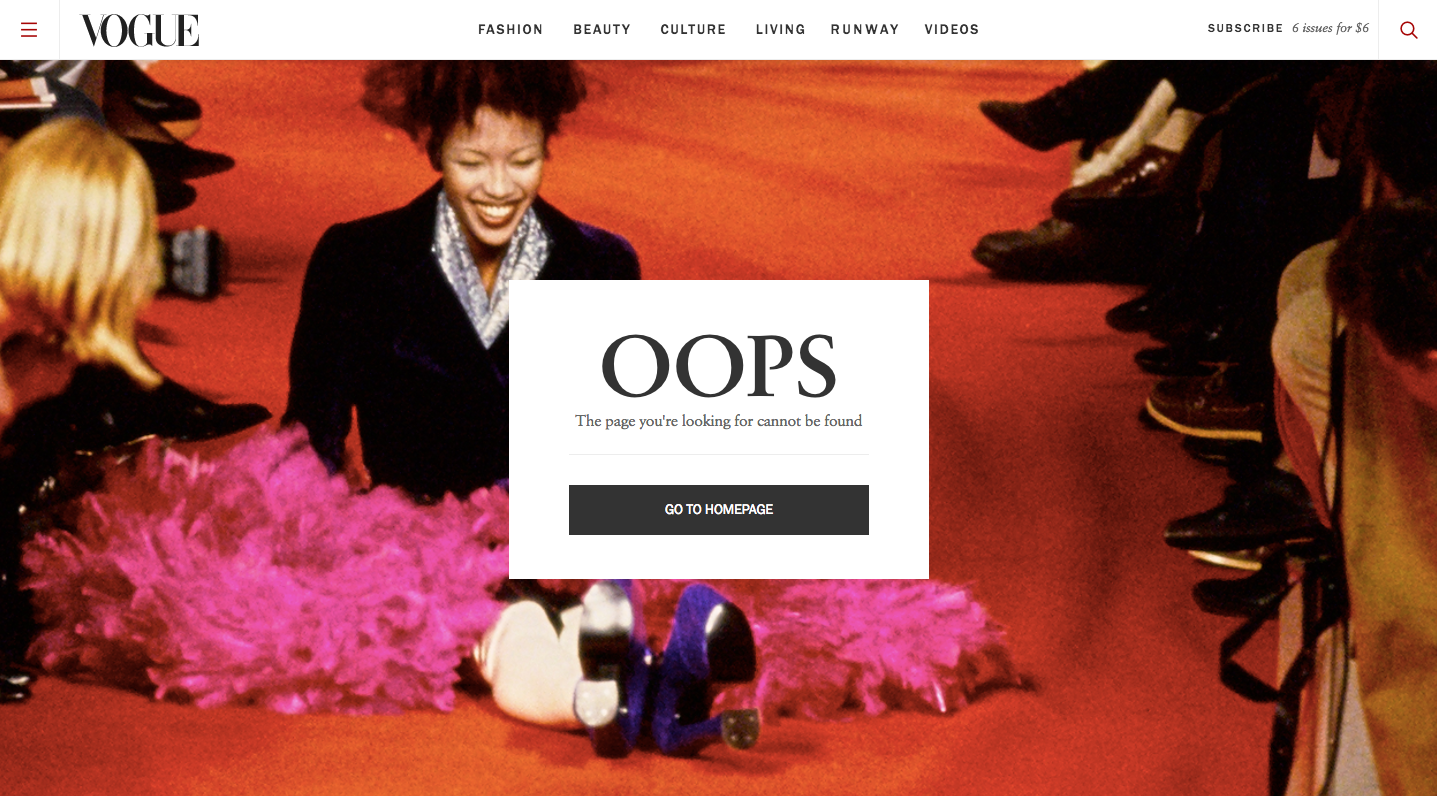 VOGUE
FASHION BEAUTY CULTURE LIVING RUNWAY VIDEOS
SUBSCRIBE 6 issues for $6
OOPS
The page you're looking for cannot be found
GO TO HOMEPAGE